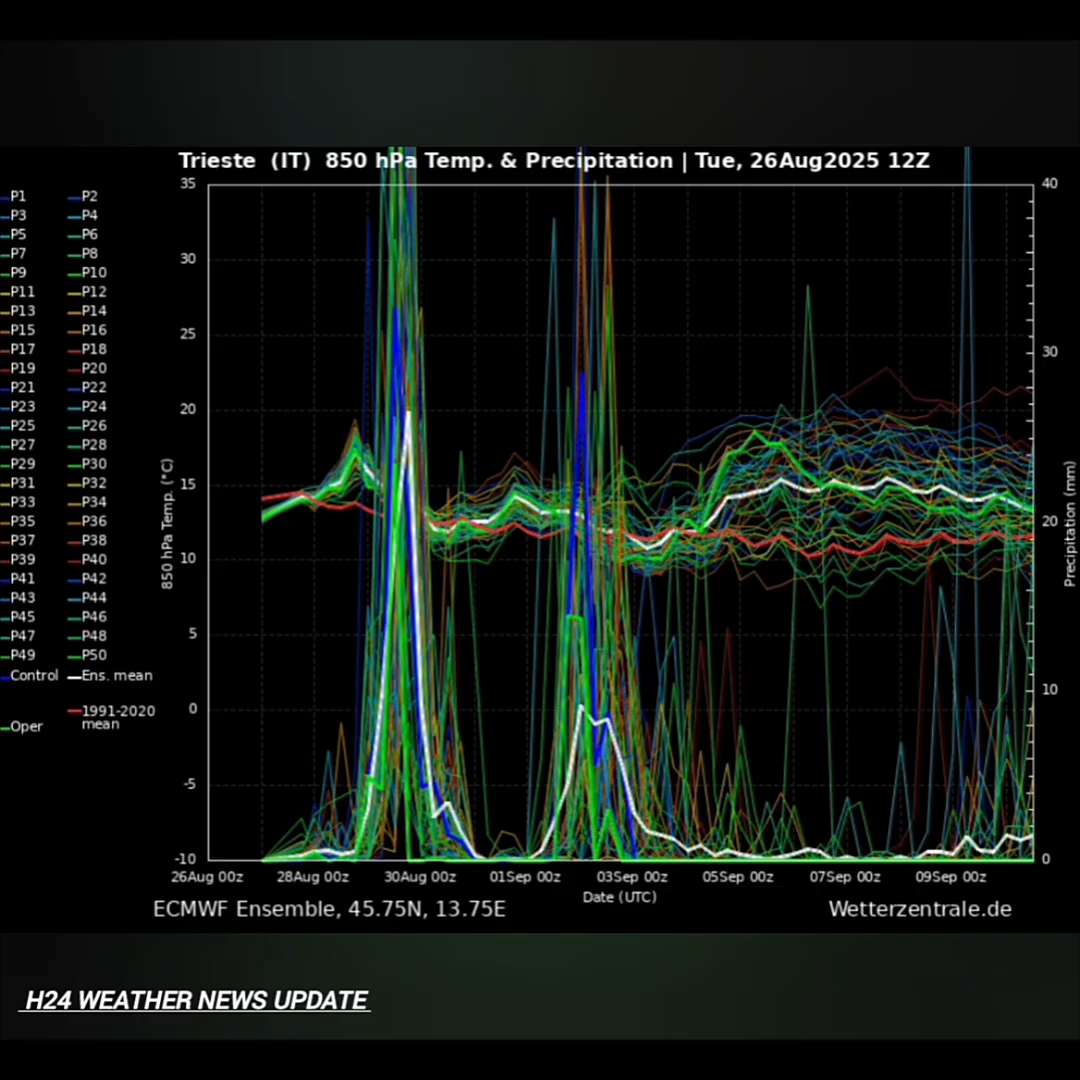 Trieste (IT) 850 hPa Temp. & Precipitation | Tue, 26Aug2025 12Z
P1 P2
P3 P4
P5 P6
P7 P8
P9 P10
P11 P12
P13 P14
P15 P16
P17 P18
P19 P20
P21 P22
P23 P24
P25 P26
P27 P28
P29 P30
P31 P32
P33 P34
P35 P36
P37 P38
P39 P40
P41 P42
P43 P44
P45 P46
P47 P48
P49 P50
Control Ens. mean
1991-2020
mean
Oper
850 hPa Temp. (°C)
35
30
25
20
15
10
5
0
-5
-10
40
30
20
10
0
Precipitation (mm)
26Aug 00z 28Aug 00z 30Aug 00z 01Sep 00z 03Sep 00z 05Sep 00z 07Sep 00z 09Sep 00z
Date (UTC)
ECMWF Ensemble, 45.75N, 13.75E Wetterzentrale.de
H24 WEATHER NEWS UPDATE